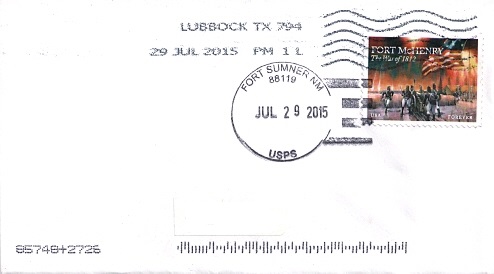 LUBBOCK TX 794
29 JUL 2015 PM 1 L
FORT SUMNER NM
88119
JUL 29 2015
USPS
FORT McHENRY
The War of 1812
USA FOREVER
85748+2726